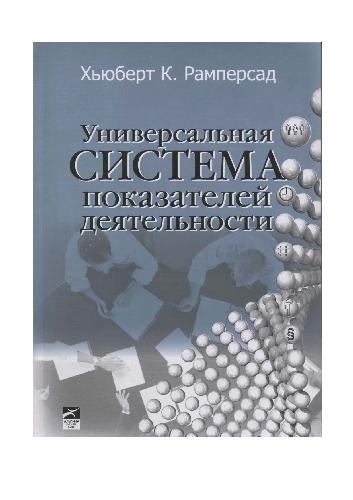 Хьюберт К. Рамперсад
Универсальная
СИСТЕМА
показателей
деятельности